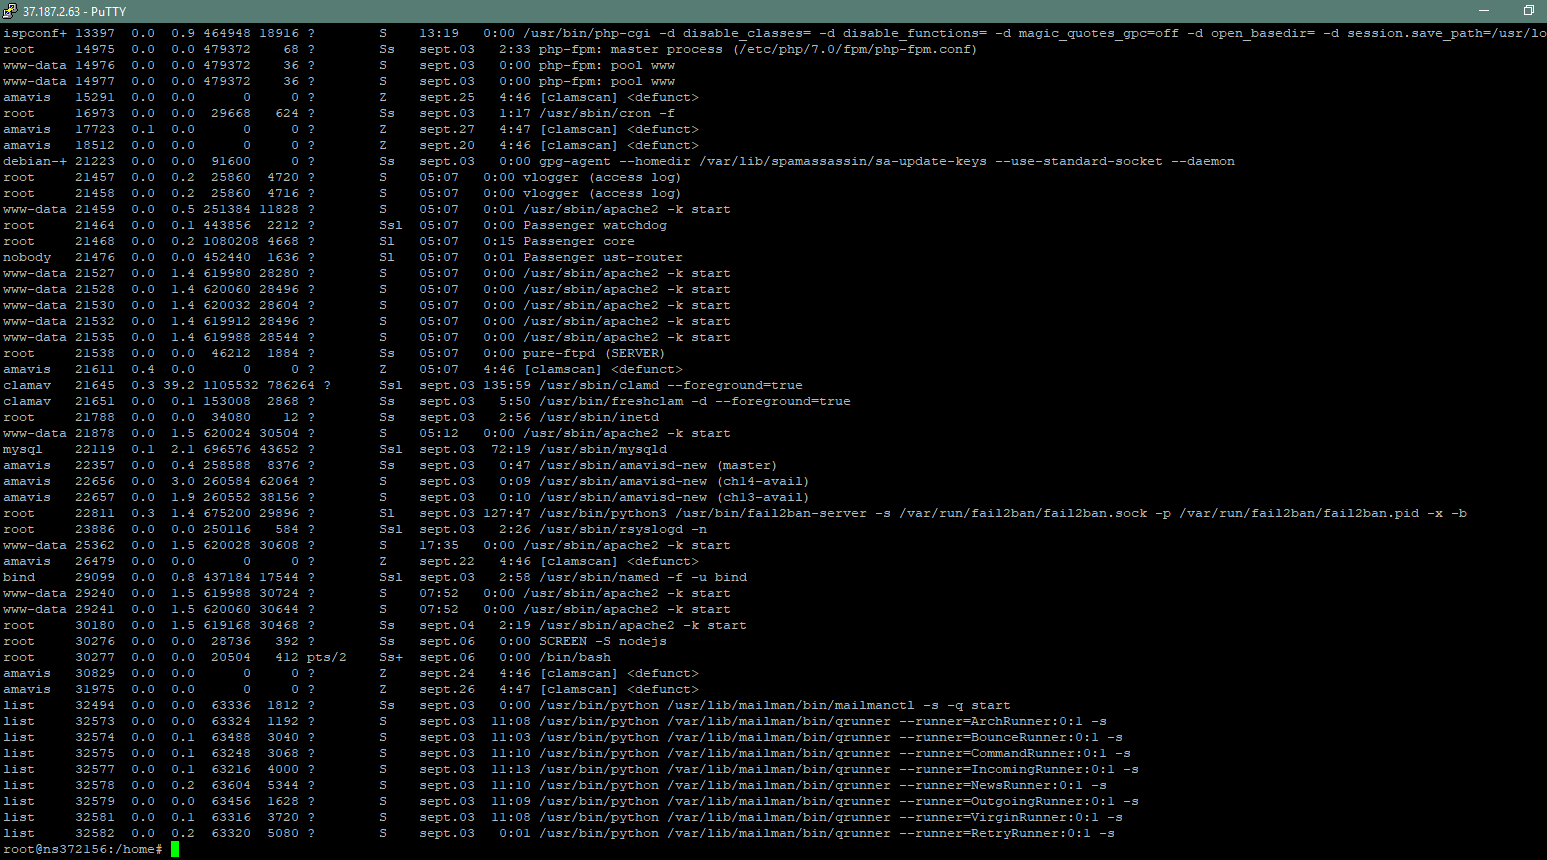 37.187.2.63 - PuTTY
ispconf+ 13397  0.0  0.9 464948 18916 ?        S    13:19   0:00 /usr/bin/php-cgi -d disable_classes= -d disable_functions= -d magic_quotes_gpc=off -d open_basedir= -d session.save_path=/usr/lo
root     14975  0.0  0.0 479372    68 ?        Ss   sept.03   2:33 php-fpm: master process (/etc/php/7.0/fpm/php-fpm.conf)
www-data 14976  0.0  0.0 479372    36 ?        S    sept.03   0:00 php-fpm: pool www
www-data 14977  0.0  0.0 479372    36 ?        S    sept.03   0:00 php-fpm: pool www
amavis   15291  0.0  0.0      0     0 ?        Z    sept.25   4:46 [clamscan] <defunct>
root     16973  0.0  0.0  29668   624 ?        Ss   sept.03   1:17 /usr/sbin/cron -f
amavis   17723  0.1  0.0      0     0 ?        Z    sept.27   4:47 [clamscan] <defunct>
amavis   18512  0.0  0.0      0     0 ?        Z    sept.20   4:46 [clamscan] <defunct>
debian-+ 21223  0.0  0.0  91600     0 ?        Ss   sept.03   0:00 gpg-agent --homedir /var/lib/spamassassin/sa-update-keys --use-standard-socket --daemon
root     21457  0.0  0.2  25860  4720 ?        S    05:07   0:00 vlogger (access log)
root     21458  0.0  0.2  25860  4716 ?        S    05:07   0:00 vlogger (access log)
www-data 21459  0.0  0.5 251384 11828 ?        S    05:07   0:01 /usr/sbin/apache2 -k start
root     21464  0.0  0.1 443856  2212 ?        Ssl  05:07   0:00 Passenger watchdog
root     21468  0.0  0.2 1080208 4668 ?        Sl   05:07   0:15 Passenger core
nobody   21476  0.0  0.0 452440  1636 ?        Sl   05:07   0:01 Passenger ust-router
www-data 21527  0.0  1.4 619980 28280 ?        S    05:07   0:00 /usr/sbin/apache2 -k start
www-data 21528  0.0  1.4 620060 28496 ?        S    05:07   0:00 /usr/sbin/apache2 -k start
www-data 21530  0.0  1.4 620032 28604 ?        S    05:07   0:00 /usr/sbin/apache2 -k start
www-data 21532  0.0  1.4 619912 28496 ?        S    05:07   0:00 /usr/sbin/apache2 -k start
www-data 21535  0.0  1.4 619988 28544 ?        S    05:07   0:00 /usr/sbin/apache2 -k start
root     21538  0.0  0.0  46212  1884 ?        Ss   05:07   0:00 pure-ftpd (SERVER)
amavis   21611  0.4  0.0      0     0 ?        Z    05:07   4:46 [clamscan] <defunct>
clamav   21645  0.3 39.2 1105532 786264 ?      Ssl  sept.03 135:59 /usr/sbin/clamd --foreground=true
clamav   21651  0.0  0.1 153008  2868 ?        Ss   sept.03   5:50 /usr/bin/freshclam -d --foreground=true
root     21788  0.0  0.0  34080    12 ?        Ss   sept.03   2:56 /usr/sbin/inetd
www-data 21878  0.0  1.5 620024 30504 ?        S    05:12   0:00 /usr/sbin/apache2 -k start
mysql    22119  0.1  2.1 696576 43652 ?        Ssl  sept.03  72:19 /usr/sbin/mysqld
amavis   22357  0.0  0.4 258588  8376 ?        Ss   sept.03   0:47 /usr/sbin/amavisd-new (master)
amavis   22656  0.0  3.0 260584 62064 ?        S    sept.03   0:09 /usr/sbin/amavisd-new (ch14-avail)
amavis   22657  0.0  1.9 260552 38156 ?        S    sept.03   0:10 /usr/sbin/amavisd-new (ch13-avail)
root     22811  0.3  1.4 675200 29896 ?        Sl   sept.03 127:47 /usr/bin/python3 /usr/bin/fail2ban-server -s /var/run/fail2ban/fail2ban.sock -p /var/run/fail2ban/fail2ban.pid -x -b
root     23886  0.0  0.0 250116   584 ?        Ssl  sept.03   2:26 /usr/sbin/rsyslogd -n
www-data 25362  0.0  1.5 620028 30608 ?        S    17:35   0:00 /usr/sbin/apache2 -k start
amavis   26479  0.0  0.0      0     0 ?        Z    sept.22   4:46 [clamscan] <defunct>
bind     29099  0.0  0.8 437184 17544 ?        Ssl  sept.03   2:58 /usr/sbin/named -f -u bind
www-data 29240  0.0  1.5 619988 30724 ?        S    07:52   0:00 /usr/sbin/apache2 -k start
www-data 29241  0.0  1.5 620060 30644 ?        S    07:52   0:00 /usr/sbin/apache2 -k start
root     30180  0.0  1.5 619168 30468 ?        Ss   sept.04   2:19 /usr/sbin/apache2 -k start
root     30276  0.0  0.0  28736   392 ?        Ss   sept.06   0:00 SCREEN -S nodejs
root     30277  0.0  0.0  20504   412 pts/2    Ss+  sept.06   0:00 /bin/bash
amavis   30829  0.0  0.0      0     0 ?        Z    sept.24   4:46 [clamscan] <defunct>
amavis   31975  0.0  0.0      0     0 ?        Z    sept.26   4:47 [clamscan] <defunct>
list     32494  0.0  0.0  63336  1812 ?        Ss   sept.03   0:00 /usr/bin/python /usr/lib/mailman/bin/mailmanctl -s -q start
list     32573  0.0  0.0  63324  1192 ?        S    sept.03  11:08 /usr/bin/python /var/lib/mailman/bin/qrunner --runner=ArchRunner:0:1 -s
list     32574  0.0  0.1  63488  3040 ?        S    sept.03  11:03 /usr/bin/python /var/lib/mailman/bin/qrunner --runner=BounceRunner:0:1 -s
list     32575  0.0  0.1  63248  3068 ?        S    sept.03  11:10 /usr/bin/python /var/lib/mailman/bin/qrunner --runner=CommandRunner:0:1 -s
list     32577  0.0  0.1  63216  4000 ?        S    sept.03  11:13 /usr/bin/python /var/lib/mailman/bin/qrunner --runner=IncomingRunner:0:1 -s
list     32578  0.0  0.2  63604  5344 ?        S    sept.03  11:10 /usr/bin/python /var/lib/mailman/bin/qrunner --runner=NewsRunner:0:1 -s
list     32579  0.0  0.0  63456  1628 ?        S    sept.03  11:09 /usr/bin/python /var/lib/mailman/bin/qrunner --runner=OutgoingRunner:0:1 -s
list     32581  0.0  0.1  63316  3720 ?        S    sept.03  11:08 /usr/bin/python /var/lib/mailman/bin/qrunner --runner=VirginRunner:0:1 -s
list     32582  0.0  0.2  63320  5080 ?        S    sept.03   0:01 /usr/bin/python /var/lib/mailman/bin/qrunner --runner=RetryRunner:0:1 -s
root@ns372156:/home#